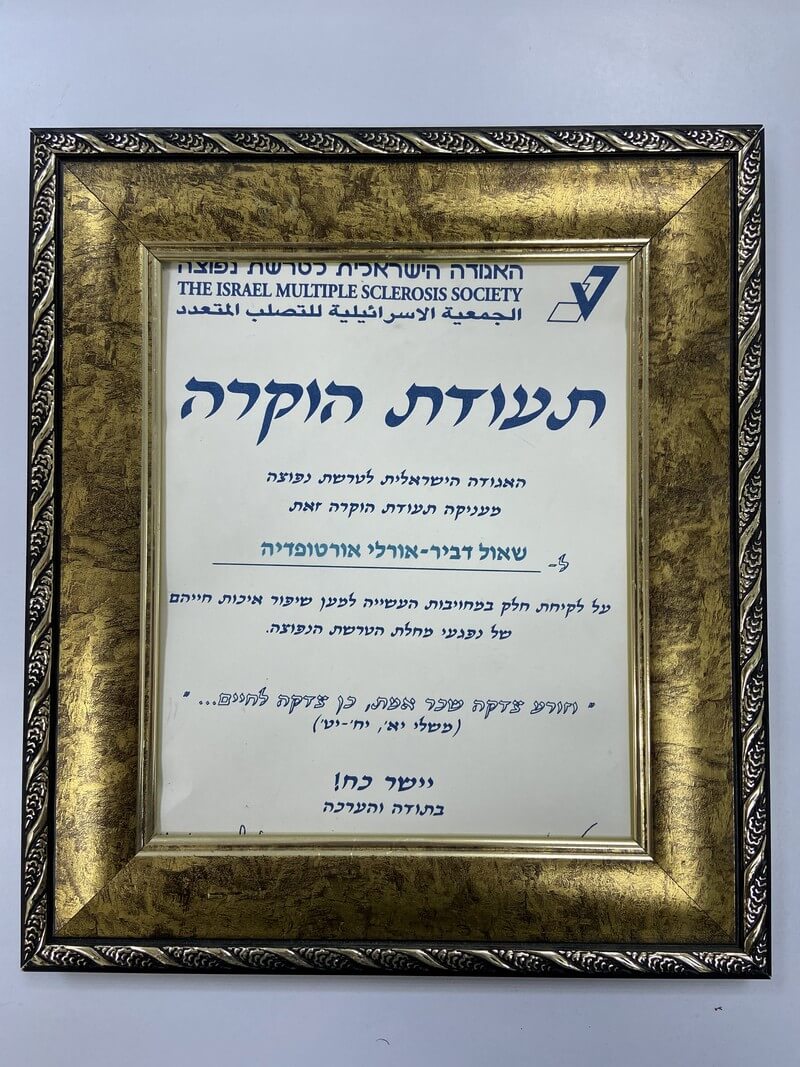 האגודה הישראלית לטרשת נפוצה
THE ISRAEL MULTIPLE SCLEROSIS SOCIETY
الجمعية الاسرائيلية للتصلب المتعدد
תעודת הוקרה
האגודה הישראלית לטרשת נפוצה
מעניקה תעודת הוקרה זאת
ל- שאול דביר-אורלי אורטופדיה
על לקיחת חלק במחויבות העשייה למען שיפור איכות חייהם
של נפגעי מחלת הטרשת הנפוצה.
"וזורע צדקה שכר אמת, כן צדקה לחיים..."
(משלי יא', יח'-יט')
יישר כח!
בתודה והערכה